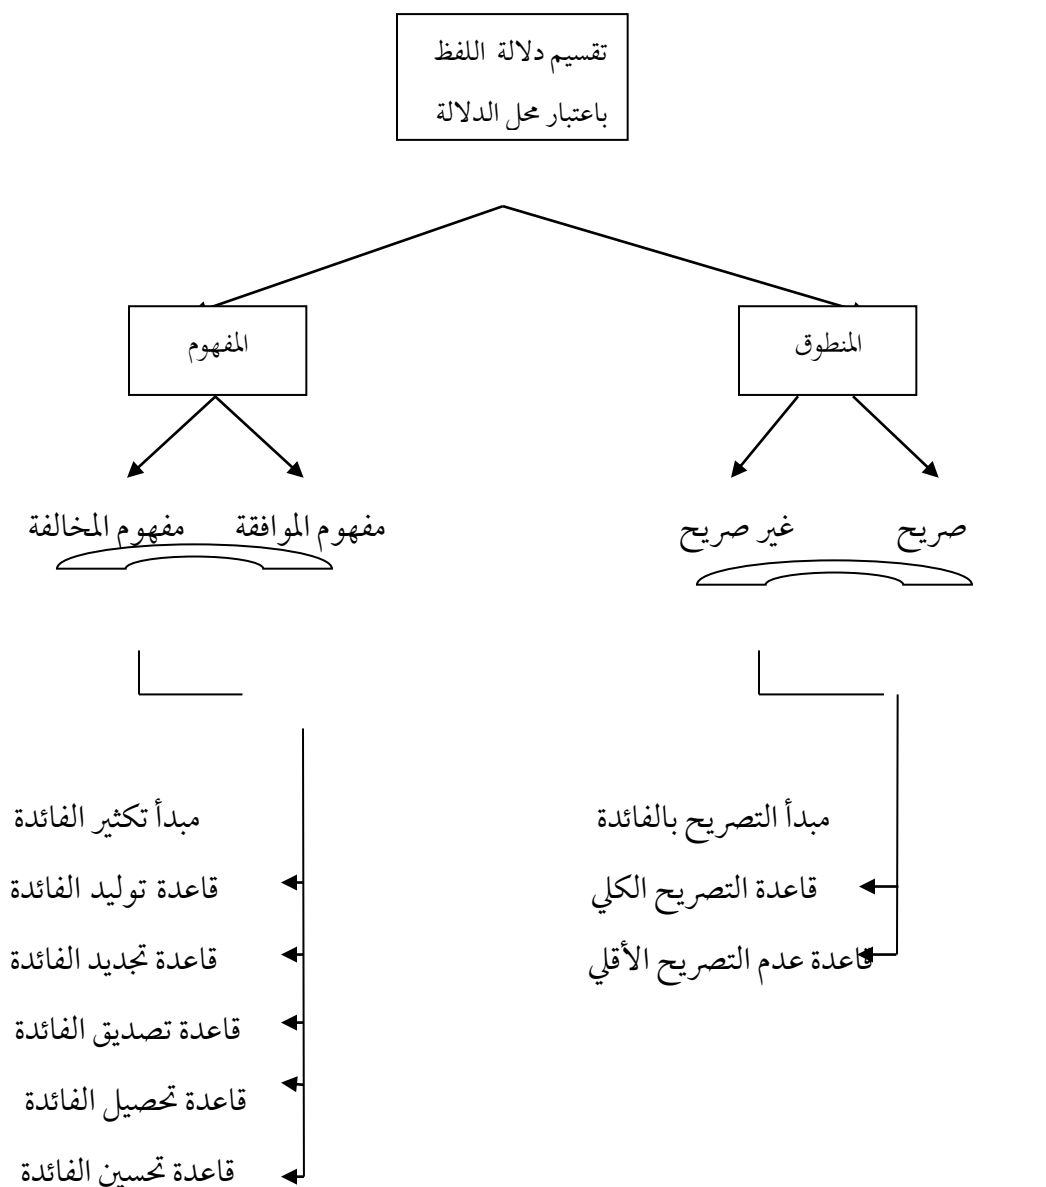 تقسيم دلالة اللفظ
باعتبار محل الدلالة
المنطوق
المفهوم
صريح
غير صريح
مفهوم الموافقة
مفهوم المخالفة
مبدأ التصريح بالفائدة
قاعدة التصريح الكلي
قاعدة عدم التصريح الأقلي
مبدأ تكثير الفائدة
قاعدة توليد الفائدة
قاعدة تجديد الفائدة
قاعدة تصديق الفائدة
قاعدة تحصيل الفائدة
قاعدة تحسين الفائدة